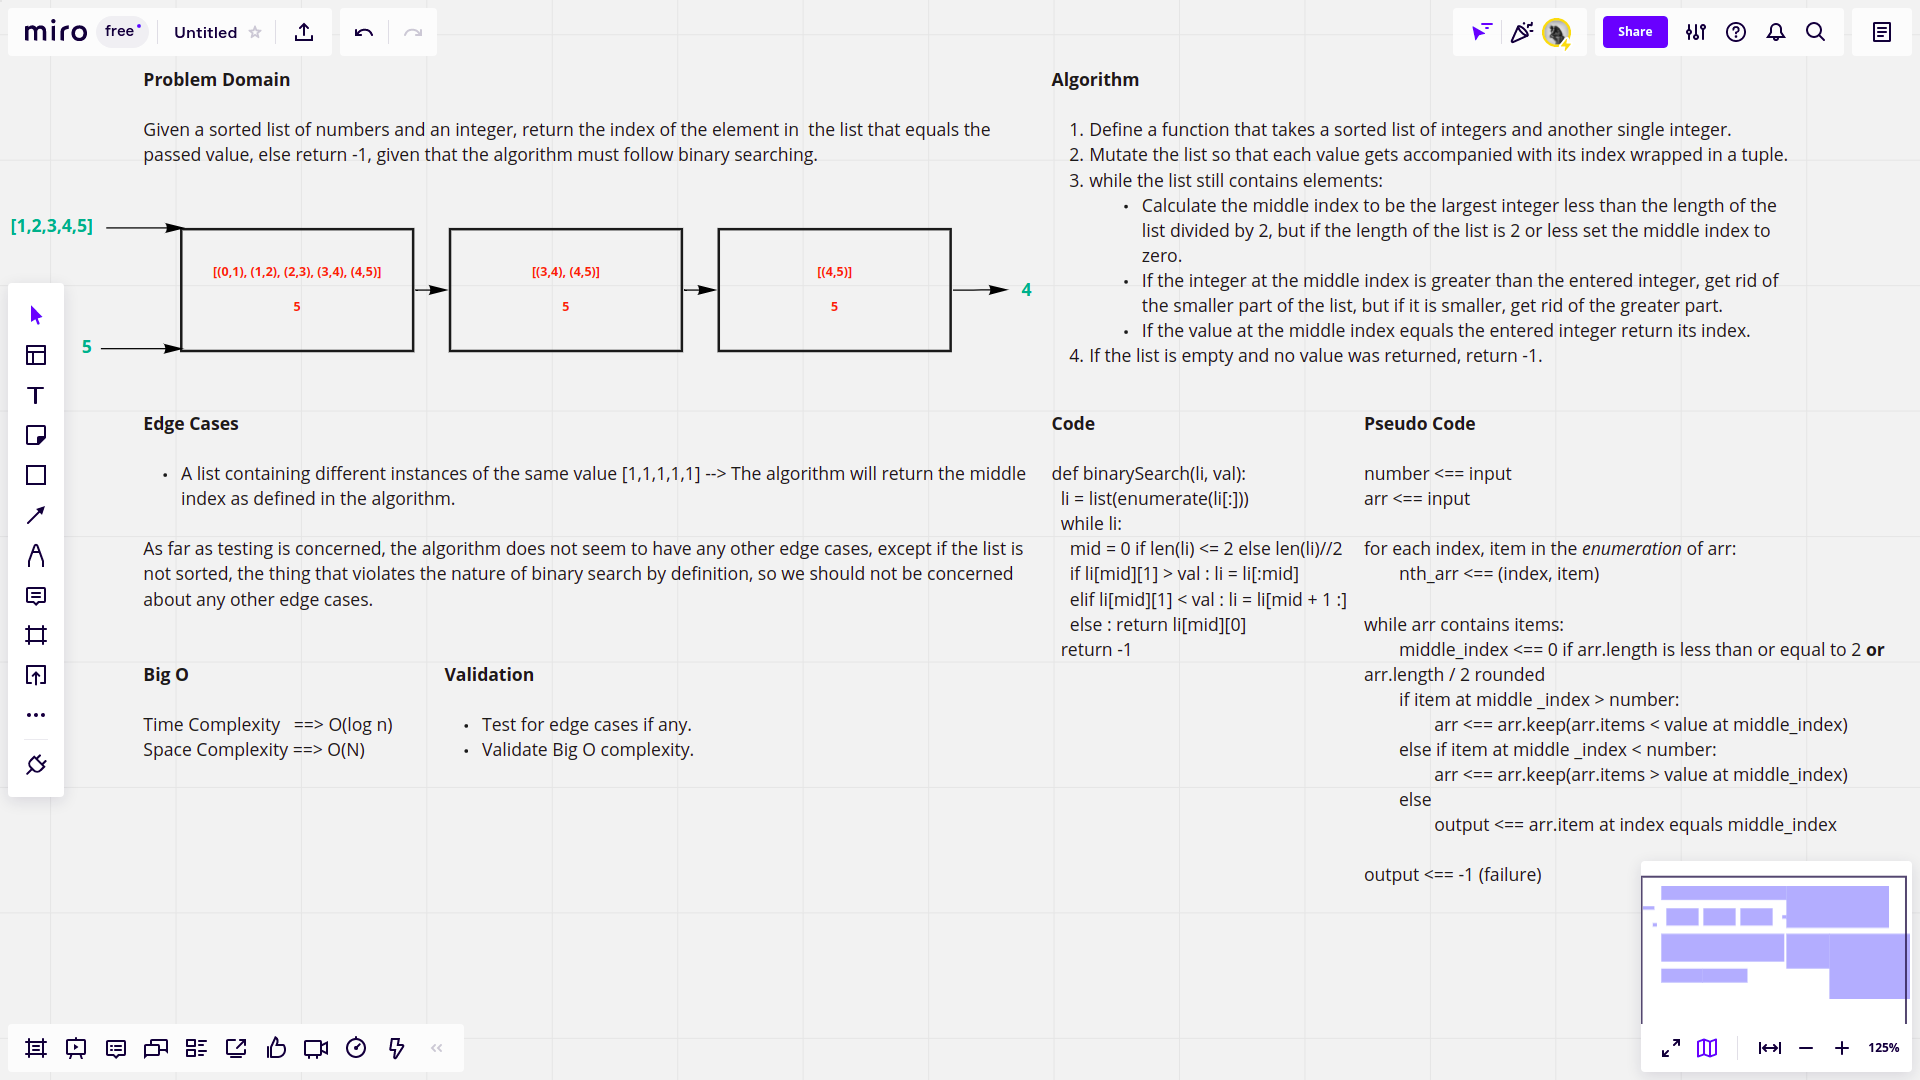 miro free Untitled
Share
Problem Domain
Given a sorted list of numbers and an integer, return the index of the element in  the list that equals the
passed value, else return -1, given that the algorithm must follow binary searching.
[1,2,3,4,5]
[(0,1), (1,2), (2,3), (3,4), (4,5)]
5
[(3,4), (4,5)]
5
[(4,5)]
5
4
5
Edge Cases
• A list containing different instances of the same value [1,1,1,1,1] --> The algorithm will return the middle
index as defined in the algorithm.
As far as testing is concerned, the algorithm does not seem to have any other edge cases, except if the list is
not sorted, the thing that violates the nature of binary search by definition, so we should not be concerned
about any other edge cases.
Big O
Time Complexity   ==> O(log n)
Space Complexity ==> O(N)
Validation
• Test for edge cases if any.
• Validate Big O complexity.
Algorithm
1. Define a function that takes a sorted list of integers and another single integer.
2. Mutate the list so that each value gets accompanied with its index wrapped in a tuple.
3. while the list still contains elements:
• Calculate the middle index to be the largest integer less than the length of the
list divided by 2, but if the length of the list is 2 or less set the middle index to
zero.
• If the integer at the middle index is greater than the entered integer, get rid of
the smaller part of the list, but if it is smaller, get rid of the greater part.
• If the value at the middle index equals the entered integer return its index.
4. If the list is empty and no value was returned, return -1.
Code
def binarySearch(li, val):
  li = list(enumerate(li[:]))
  while li:
    mid = 0 if len(li) <= 2 else len(li)//2
    if li[mid][1] > val : li = li[:mid]
    elif li[mid][1] < val : li = li[mid + 1 :]
    else : return li[mid][0]
  return -1
Pseudo Code
number <== input
arr <== input
for each index, item in the enumeration of arr:
nth_arr <== (index, item)
while arr contains items:
middle_index <== 0 if arr.length is less than or equal to 2 or
arr.length / 2 rounded
if item at middle _index > number:
arr <== arr.keep(arr.items < value at middle_index)
else if item at middle _index < number:
arr <== arr.keep(arr.items > value at middle_index)
else
output <== arr.item at index equals middle_index
output <== -1 (failure)
125%